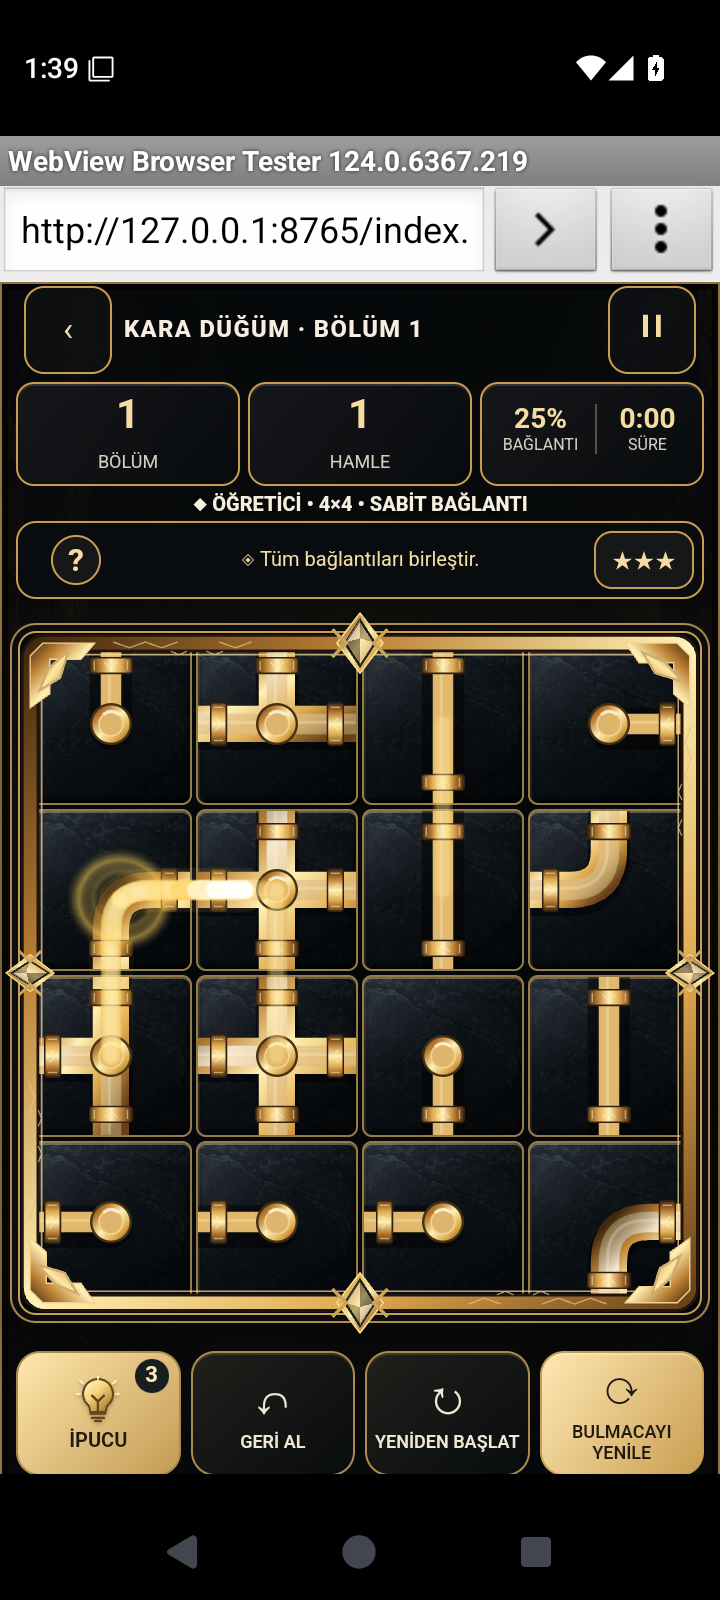 1:39
WebView Browser Tester 124.0.6367.219
http://127.0.0.1:8765/index.
KARA DÜĞÜM · BÖLÜM 1
1
BÖLÜM
1
HAMLE
25%
BAĞLANTI
0:00
SÜRE
◆ ÖĞRETİCİ • 4×4 • SABİT BAĞLANTI
?
◈ Tüm bağlantıları birleştir.
★★★
3
İPUCU
GERİ AL
YENİDEN BAŞLAT
BULMACAYI
YENİLE